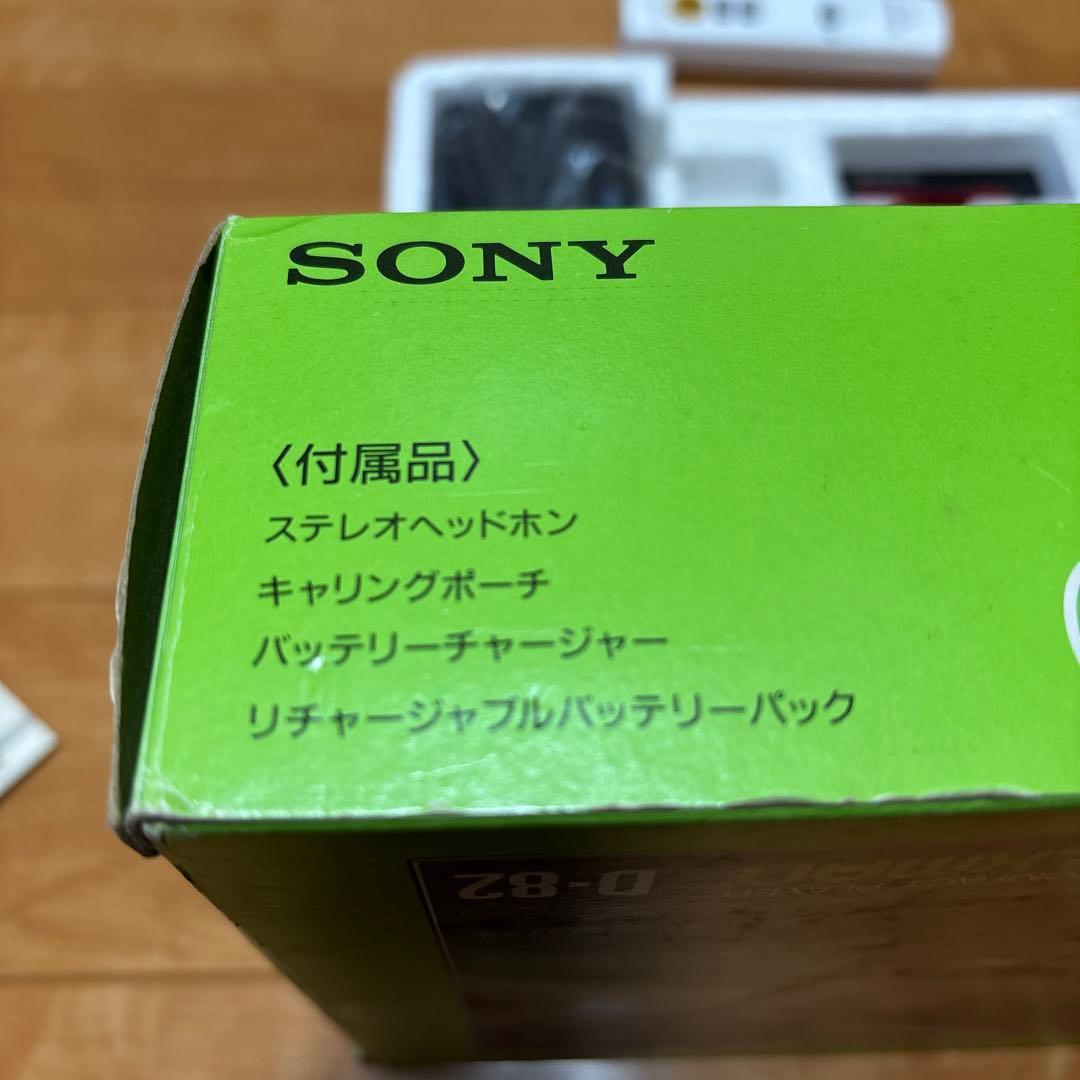 SONY
〈付属品〉
ステレオヘッドホン
キャリングポーチ
バッテリーチャージャー
リチャージャブルバッテリーパック
D-82